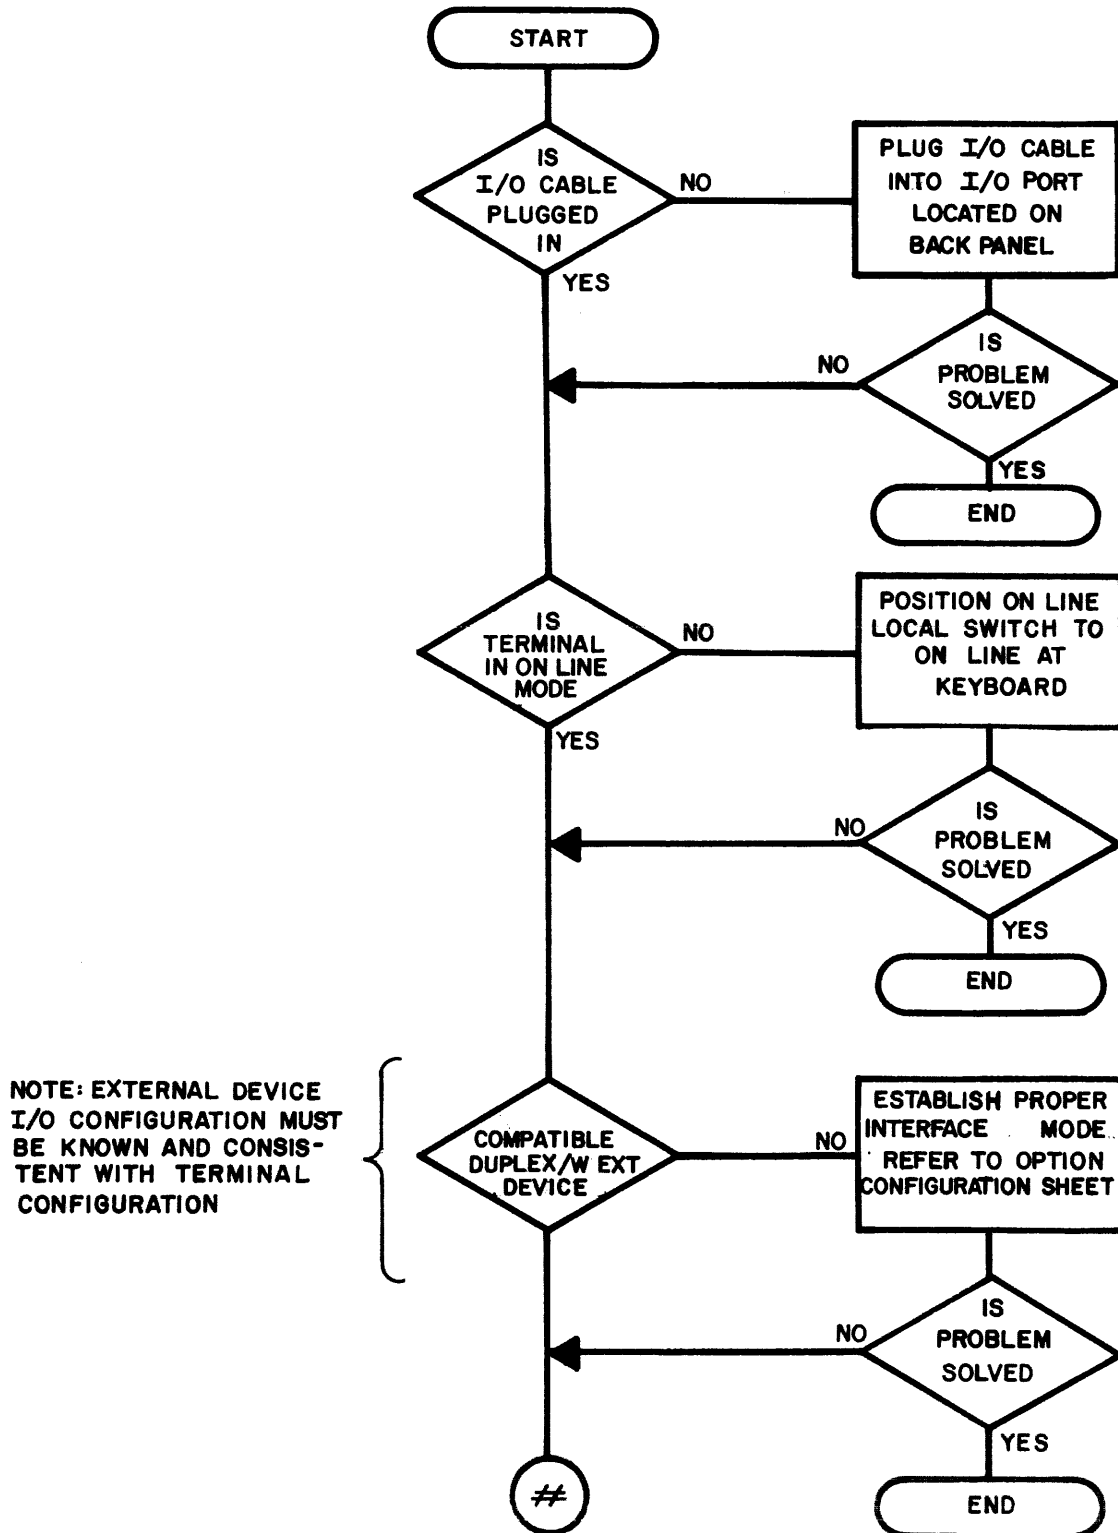 START
IS
I/O CABLE
PLUGGED
IN
NO
YES
PLUG I/O CABLE
INTO I/O PORT
LOCATED ON
BACK PANEL
IS
PROBLEM
SOLVED
NO
YES
END
IS
TERMINAL
IN ON LINE
MODE
NO
YES
POSITION ON LINE
LOCAL SWITCH TO
ON LINE AT
KEYBOARD
IS
PROBLEM
SOLVED
NO
YES
END
NOTE: EXTERNAL DEVICE
I/O CONFIGURATION MUST
BE KNOWN AND CONSIS-
TENT WITH TERMINAL
CONFIGURATION
COMPATIBLE
DUPLEX/W EXT
DEVICE
NO
ESTABLISH PROPER
INTERFACE MODE.
REFER TO OPTION
CONFIGURATION SHEET
IS
PROBLEM
SOLVED
NO
YES
END
#